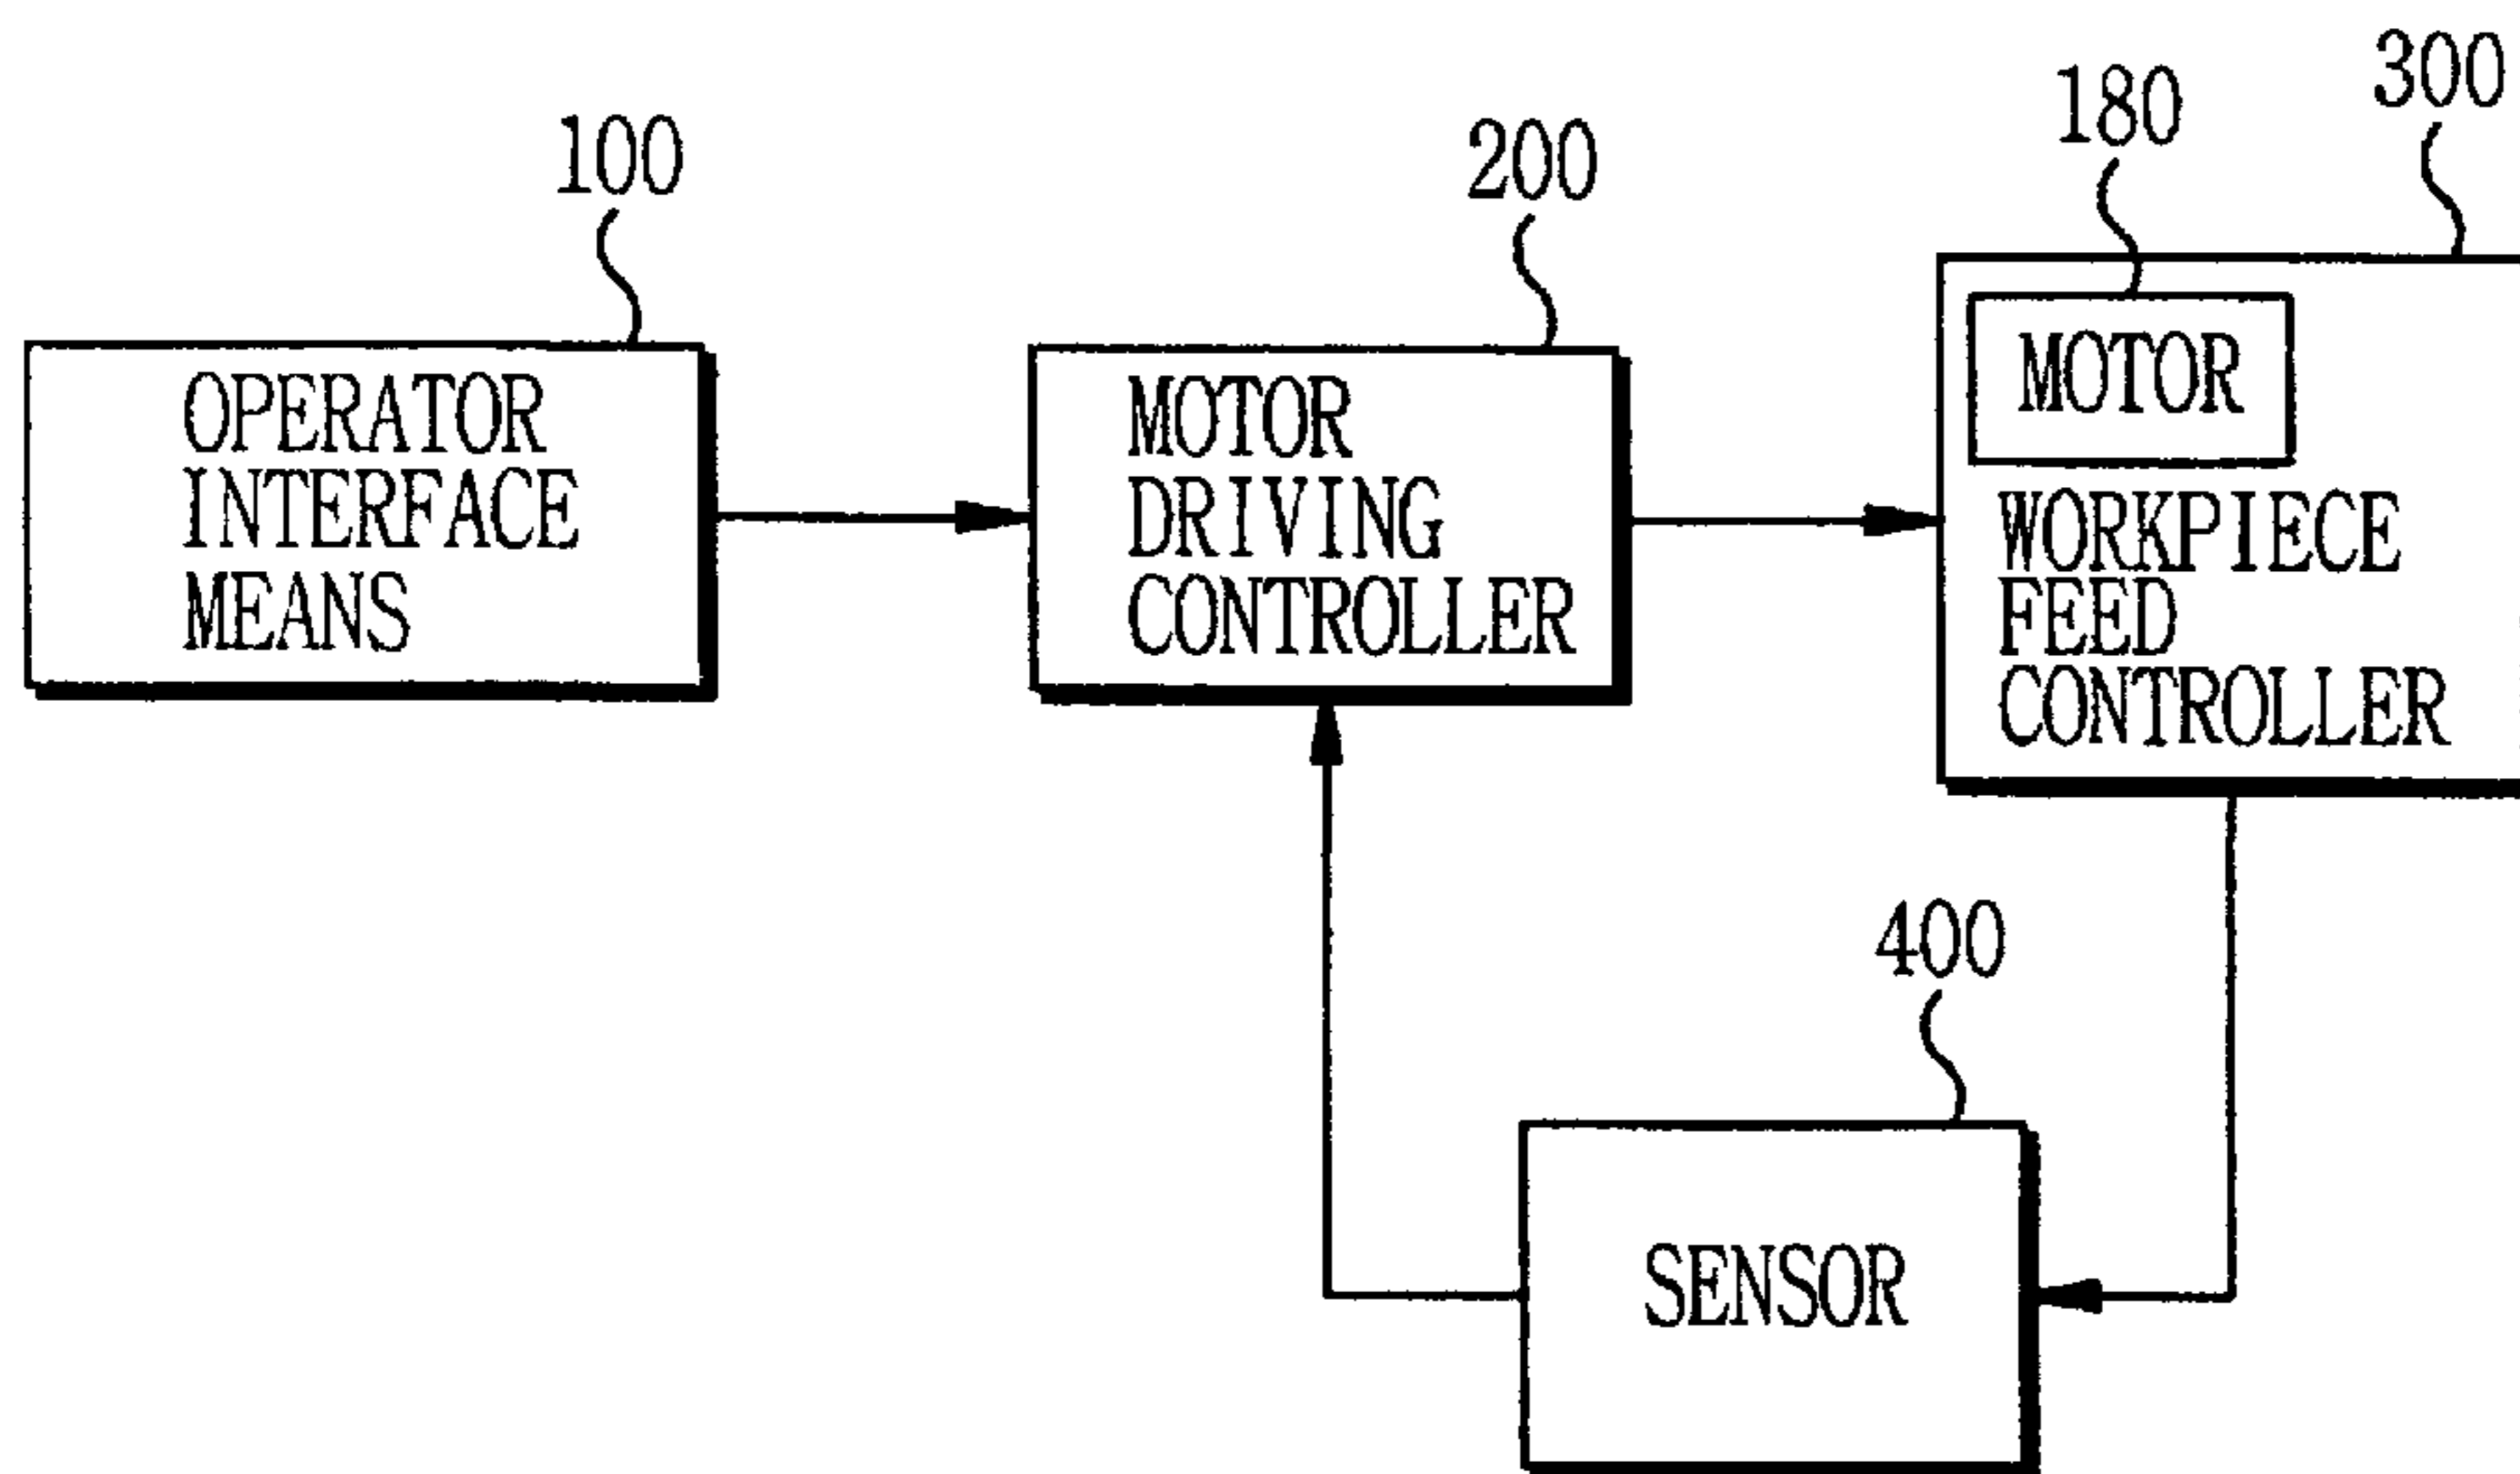 100
OPERATOR
INTERFACE
MEANS
200
MOTOR
DRIVING
CONTROLLER
300
180
MOTOR
WORKPIECE
FEED
CONTROLLER
400
SENSOR